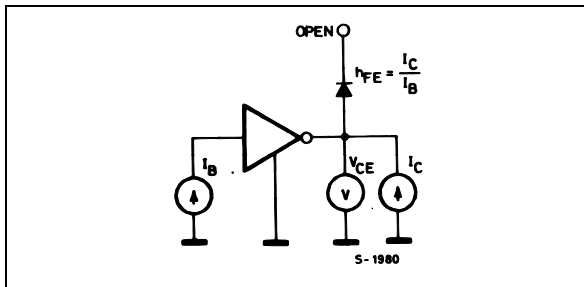 OPEN
hFE = IC / IB
IB
VCE
IC
V
S-1980